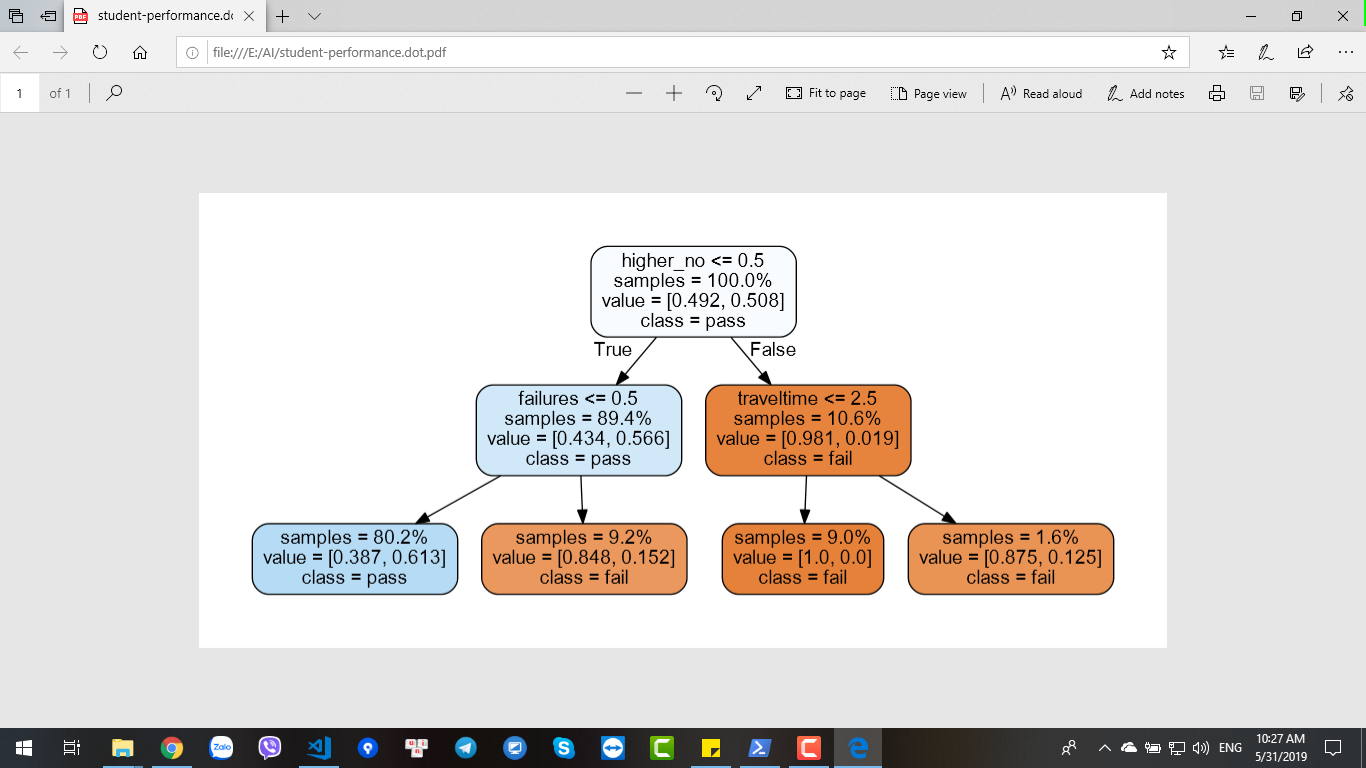 student-performance.do
file:///E:/AI/student-performance.dot.pdf
1 of 1
Fit to page
Page view
Read aloud
Add notes
higher_no <= 0.5
samples = 100.0%
value = [0.492, 0.508]
class = pass
True
False
failures <= 0.5
samples = 89.4%
value = [0.434, 0.566]
class = pass
traveltime <= 2.5
samples = 10.6%
value = [0.981, 0.019]
class = fail
samples = 80.2%
value = [0.387, 0.613]
class = pass
samples = 9.2%
value = [0.848, 0.152]
class = fail
samples = 9.0%
value = [1.0, 0.0]
class = fail
samples = 1.6%
value = [0.875, 0.125]
class = fail
Zalo
ENG
10:27 AM
5/31/2019